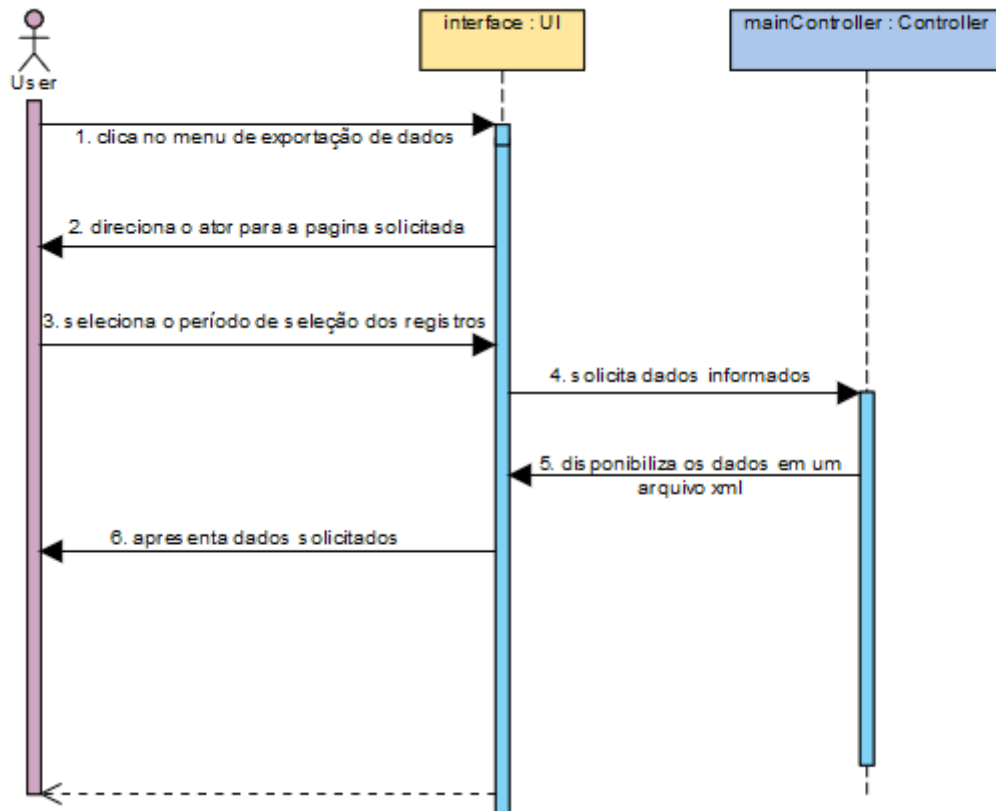 interface : UI
mainController : Controller
User
1. clica no menu de exportação de dados
2. direciona o ator para a pagina solicitada
3. seleciona o período de seleção dos registros
4. solicita dados informados
5. disponibiliza os dados em um
arquivo xml
6. apresenta dados solicitados